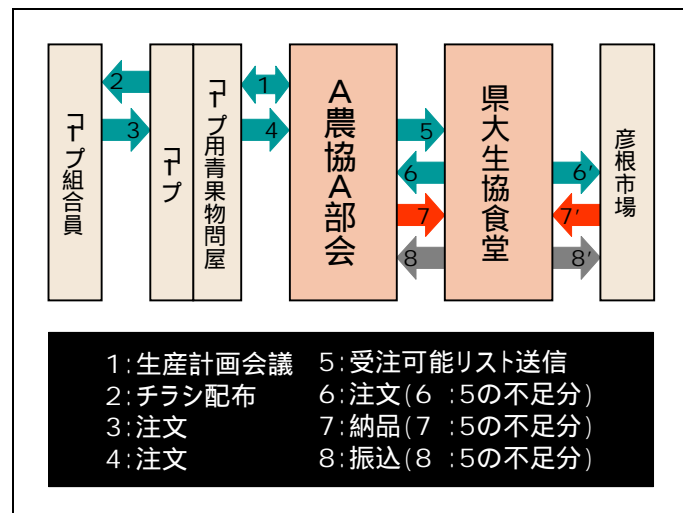 コープ組合員
コープ
コープ用青果物問屋
A農協A部会
県大生協食堂
彦根市場
2
3
1
4
5
6
7
8
6′
7′
8′
1:生産計画会議
2:チラシ配布
3:注文
4:注文
5:受注可能リスト送信
6:注文(6 :5の不足分)
7:納品(7 :5の不足分)
8:振込(8 :5の不足分)